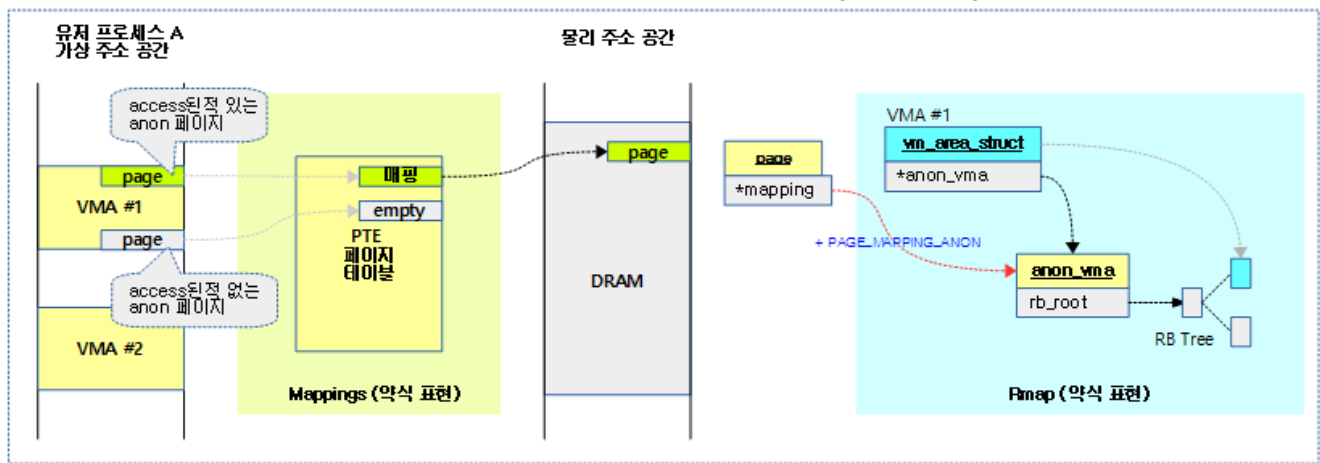 유저 프로세스 A
가상 주소 공간
물리 주소 공간
access된적 있는
anon 페이지
page
VMA #1
page
access된적 없는
anon 페이지
VMA #2
매핑
empty
PTE
페이지
테이블
Mappings (약식 표현)
page
DRAM
page
*mapping
+ PAGE_MAPPING_ANON
VMA #1
vm_area_struct
*anon_vma
anon_vma
rb_root
RB Tree
Rmap (약식 표현)